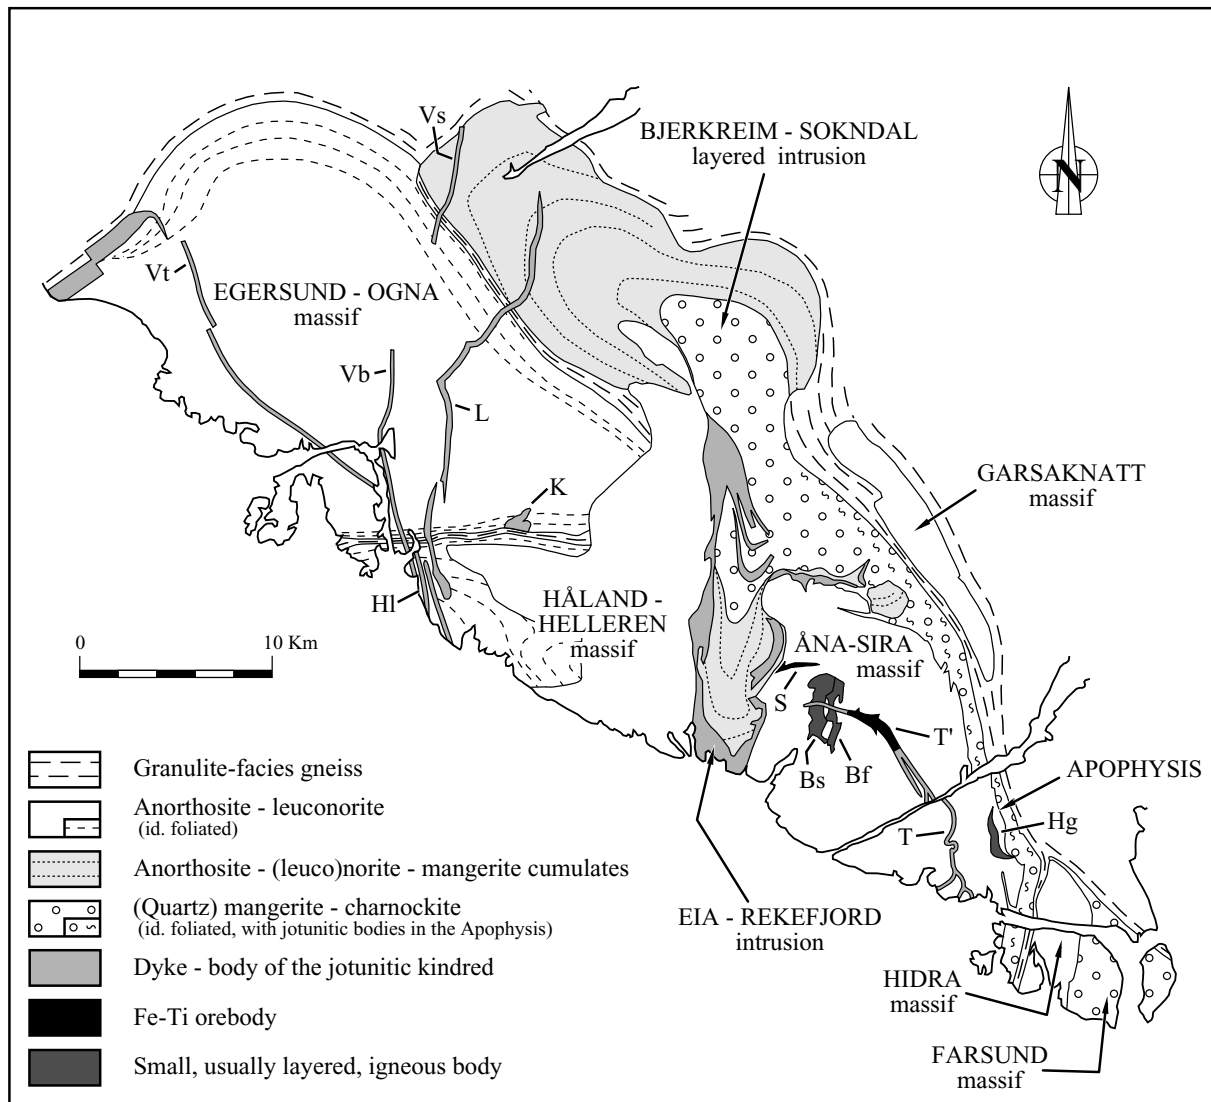 Vs
BJERKREIM - SOKNDAL
layered intrusion
N
Vt
EGERSUND - OGNA
massif
Vb
L
K
GARSAKNATT
massif
Hl
HÅLAND -
HELLEREN
massif
0 10 Km
ÅNA-SIRA
massif
S
T'
Bs
Bf
APOPHYSIS
Hg
T
EIA - REKEFJORD
intrusion
HIDRA
massif
FARSUND
massif
Granulite-facies gneiss
Anorthosite - leuconorite
(id. foliated)
Anorthosite - (leuco)norite - mangerite cumulates
(Quartz) mangerite - charnockite
(id. foliated, with jotunitic bodies in the Apophysis)
Dyke - body of the jotunitic kindred
Fe-Ti orebody
Small, usually layered, igneous body